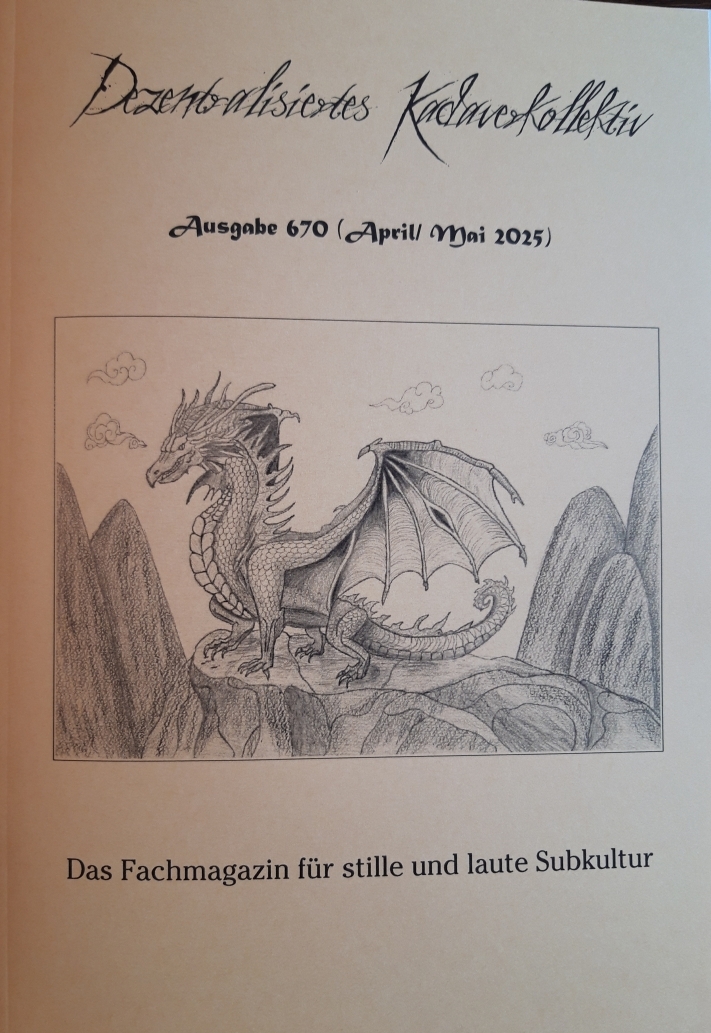 Dezentralisiertes Kadaverkollektiv
Ausgabe 670 (April/ Mai 2025)
Das Fachmagazin für stille und laute Subkultur